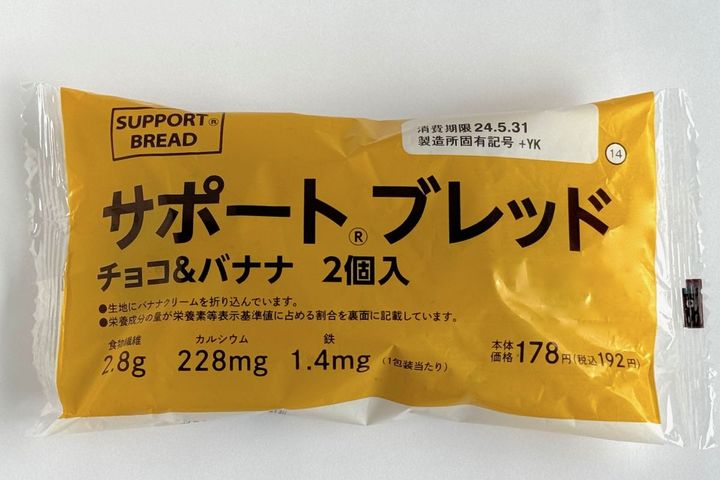 SUPPORT®
BREAD
消費期限 24.5.31
製造所固有記号 +YK
14
サポート®ブレッド
チョコ&バナナ 2個入
●生地にバナナクリームを折り込んでいます。
●栄養成分の量が栄養素等表示基準値に占める割合を裏面に記載しています。
食物繊維 カルシウム 鉄
2.8g 228mg 1.4mg (1包装当たり)
本体
価格 178円(税込192円)